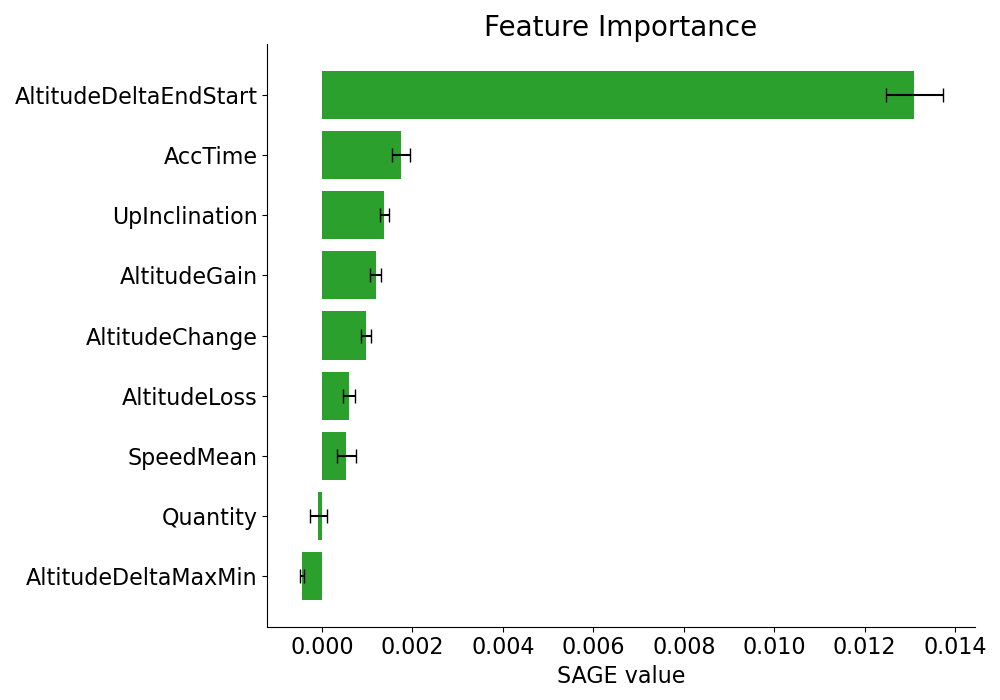 Feature Importance
AltitudeDeltaEndStart
AccTime
UpInclination
AltitudeGain
AltitudeChange
AltitudeLoss
SpeedMean
Quantity
AltitudeDeltaMaxMin
0.000 0.002 0.004 0.006 0.008 0.010 0.012 0.014
SAGE value